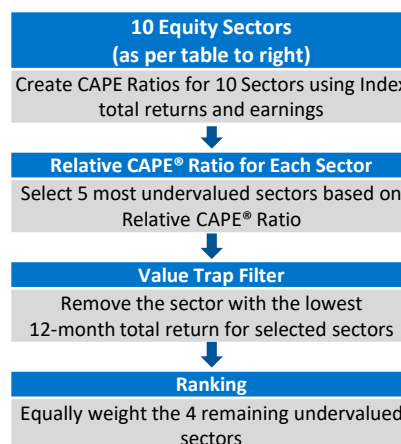 10 Equity Sectors
(as per table to right)
Create CAPE Ratios for 10 Sectors using Index
total returns and earnings
Relative CAPE® Ratio for Each Sector
Select 5 most undervalued sectors based on
Relative CAPE® Ratio
Value Trap Filter
Remove the sector with the lowest
12-month total return for selected sectors
Ranking
Equally weight the 4 remaining undervalued
sectors